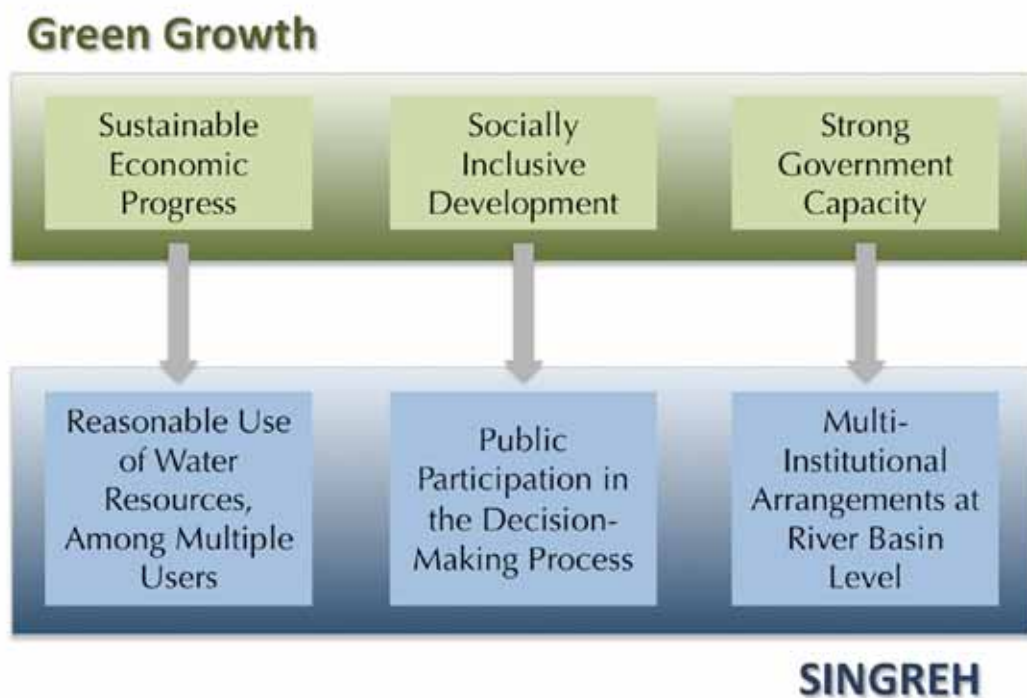 Green Growth
Sustainable
Economic
Progress
Socially
Inclusive
Development
Strong
Government
Capacity
Reasonable Use
of Water
Resources,
Among Multiple
Users
Public
Participation in
the Decision-
Making Process
Multi-
Institutional
Arrangements at
River Basin
Level
SINGREH